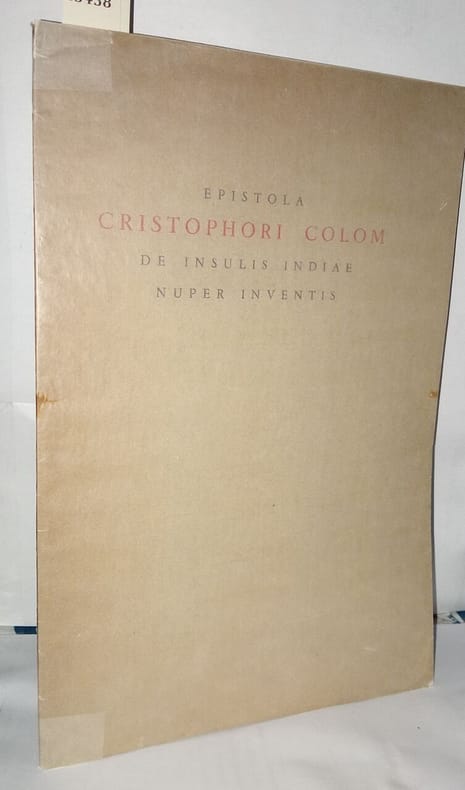 EPISTOLA
CRISTOPHORI COLOM
DE INSULIS INDIAE
NUPER INVENTIS